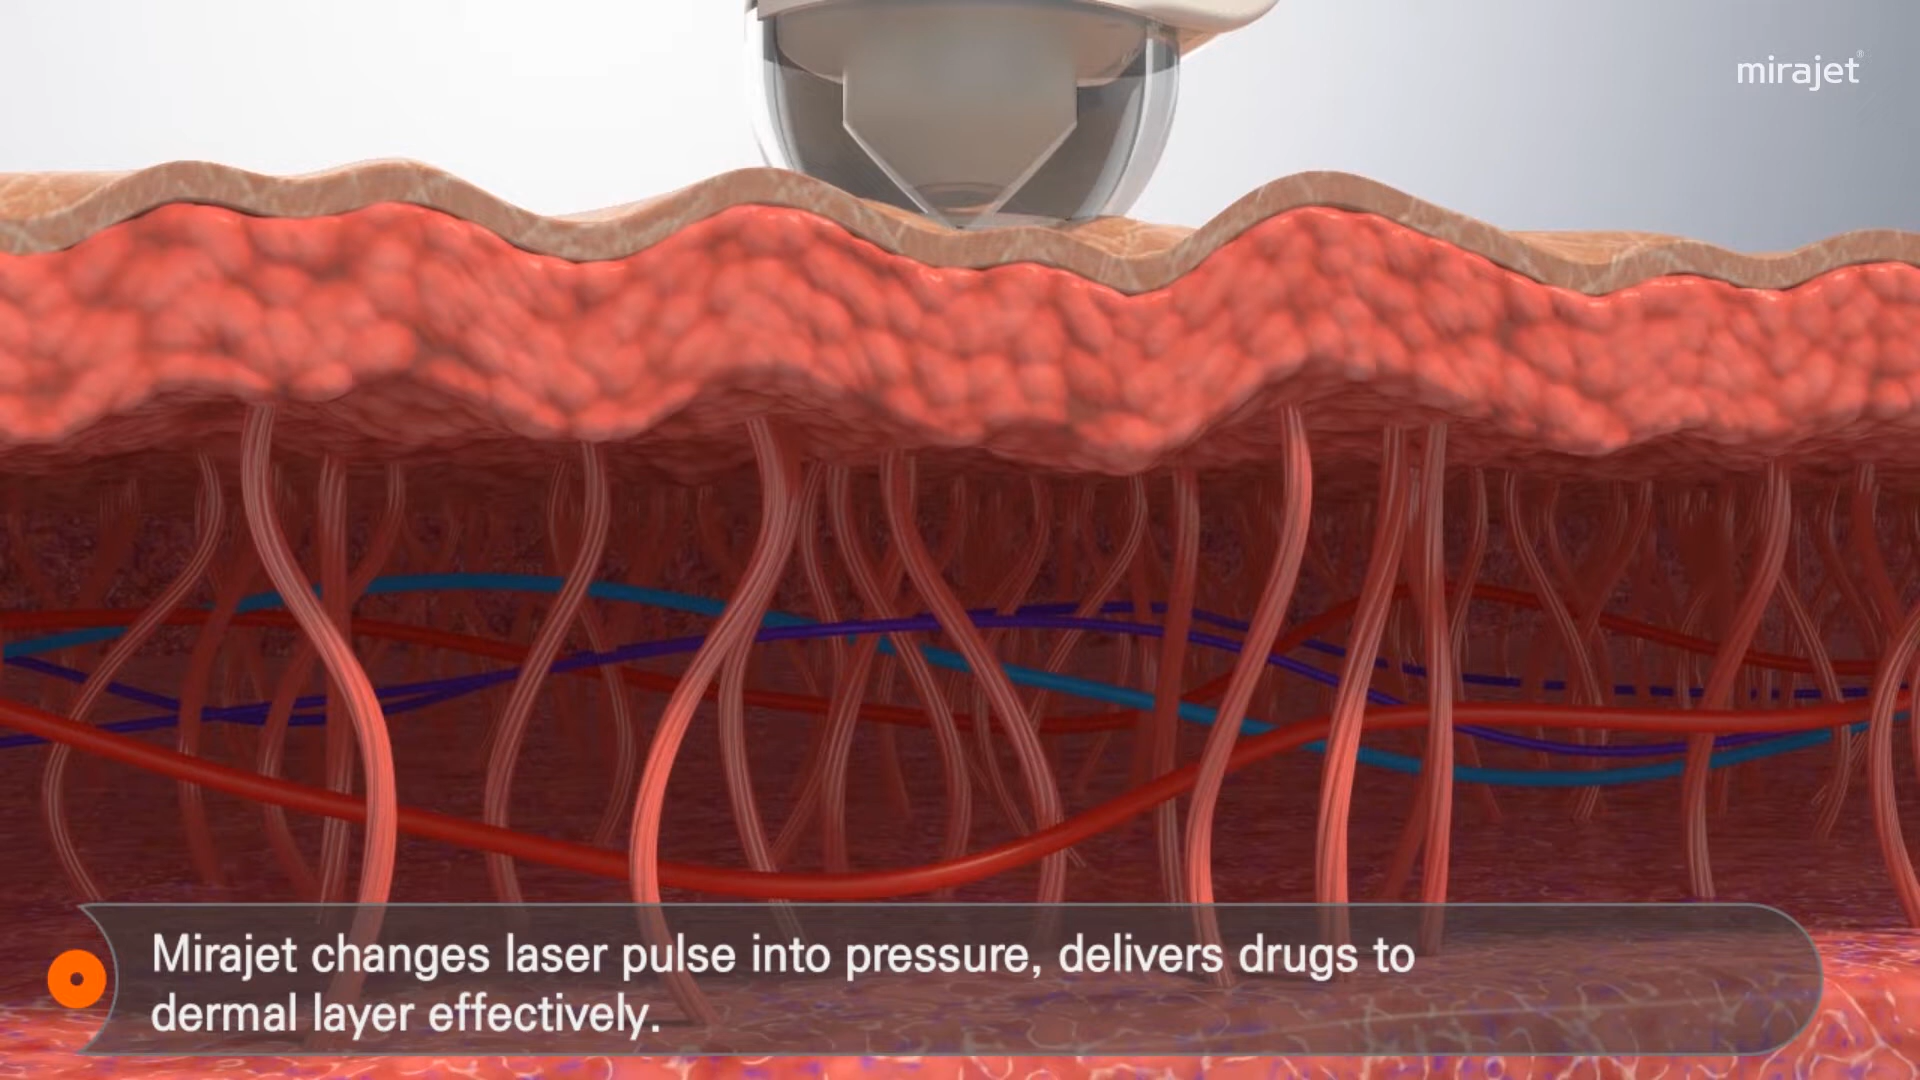 mirajet®
Mirajet changes laser pulse into pressure, delivers drugs to
dermal layer effectively.